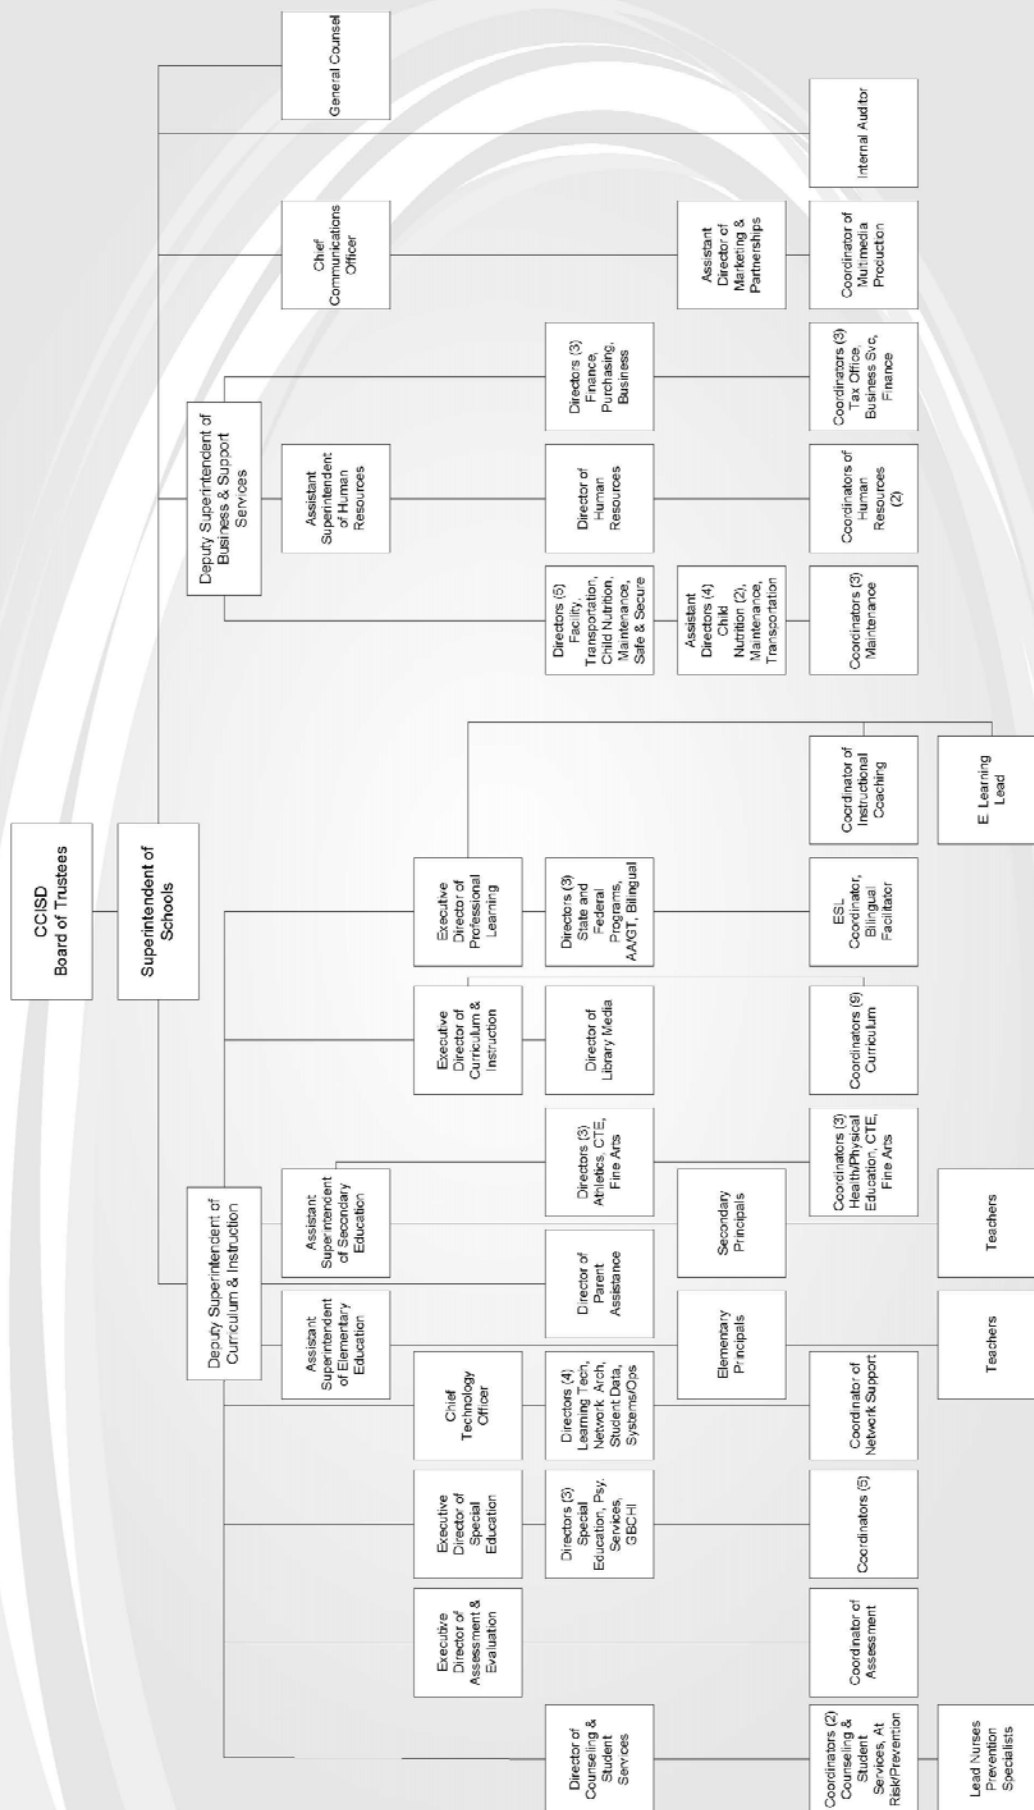 CCISD
Board of Trustees
Superintendent of
Schools
Deputy Superintendent of
Curriculum & Instruction
Deputy Superintendent of
Business & Support
Services
Assistant
Superintendent
of Elementary
Education
Assistant
Superintendent
of Secondary
Education
Assistant
Superintendent
of Human
Resources
Chief
Communications
Officer
General Counsel
Executive
Director of
Assessment &
Evaluation
Executive
Director of
Special
Education
Chief
Technology
Officer
Executive
Director of
Curriculum &
Instruction
Executive
Director of
Professional
Learning
Director of
Counseling &
Student
Services
Directors (3)
Special
Education, Psy.
Services,
GBCHI
Directors (4)
Learning Tech,
Network Arch,
Student Data,
Systems/Ops
Director of
Parent
Assistance
Directors (3)
Athletics, CTE,
Fine Arts
Director of
Library Media
Directors (3)
State and
Federal
Programs,
AA/GT, Bilingual
Directors (5)
Facility,
Transportation,
Child Nutrition,
Maintenance,
Safe & Secure
Director of
Human
Resources
Directors (3)
Finance,
Purchasing,
Business
Elementary
Principals
Secondary
Principals
Assistant
Directors (4)
Child
Nutrition (2),
Maintenance,
Transportation
Assistant
Director of
Marketing &
Partnerships
Coordinators (2)
Counseling &
Student
Services, At
Risk/Prevention
Coordinator of
Assessment
Coordinators (5)
Coordinator of
Network Support
Coordinators (3)
Health/Physical
Education, CTE,
Fine Arts
Coordinators (9)
Curriculum
ESL
Coordinator,
Bilingual
Facilitator
Coordinator of
Instructional
Coaching
Coordinators (3)
Maintenance
Coordinators of
Human
Resources
(2)
Coordinators (3)
Tax Office,
Business Svc,
Finance
Coordinator of
Multimedia
Production
Internal Auditor
Lead Nurses
Prevention
Specialists
Teachers
Teachers
E. Learning
Lead